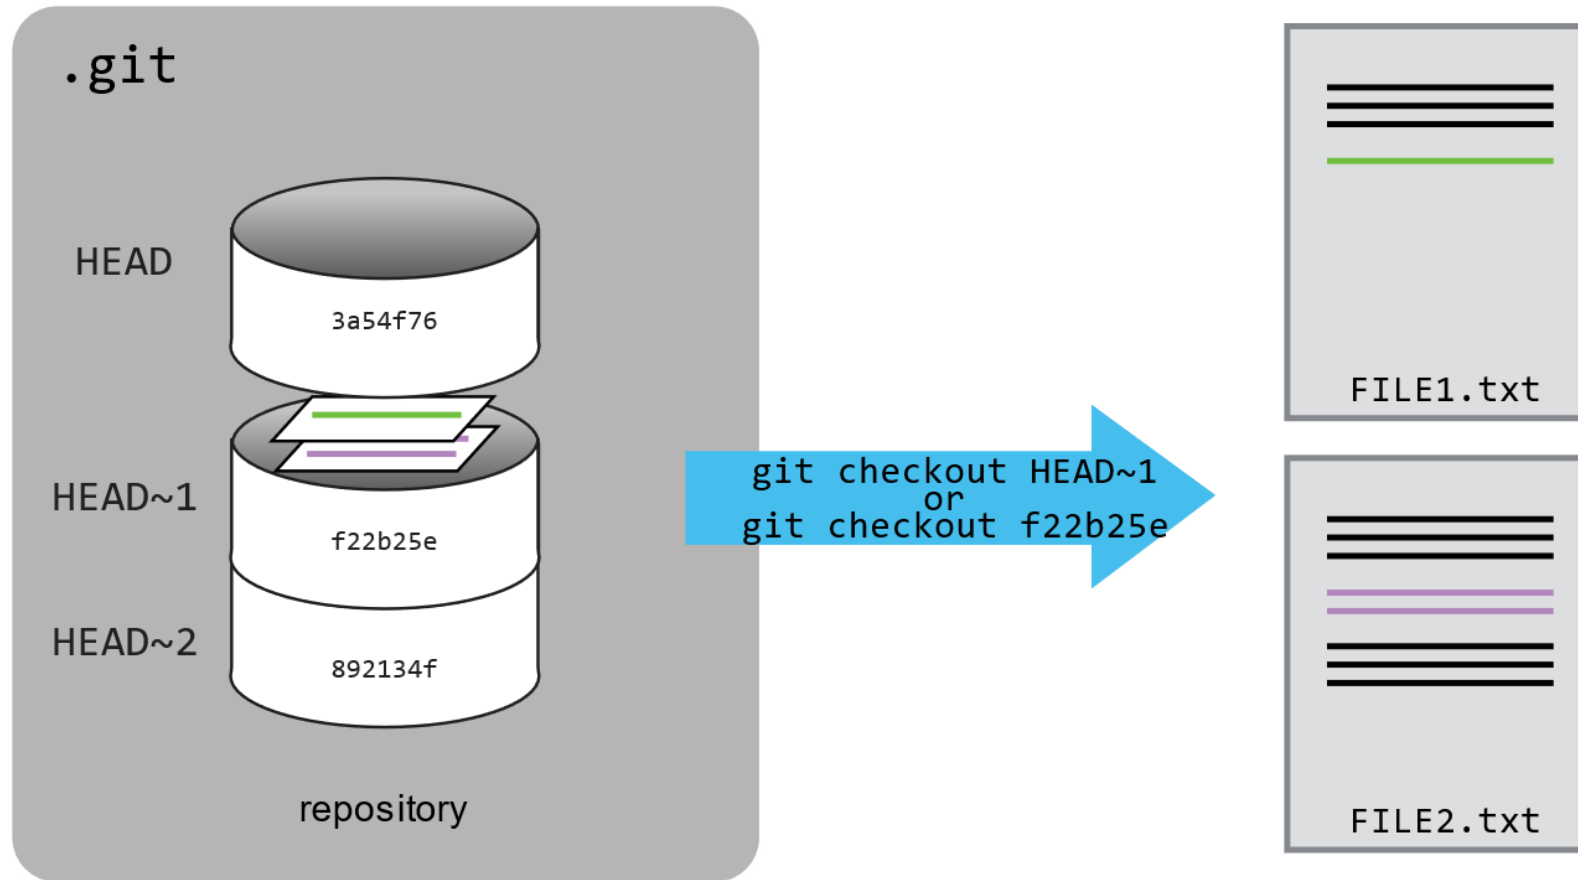 .git
HEAD
3a54f76
HEAD~1
f22b25e
HEAD~2
892134f
repository
git checkout HEAD~1
or
git checkout f22b25e
FILE1.txt
FILE2.txt